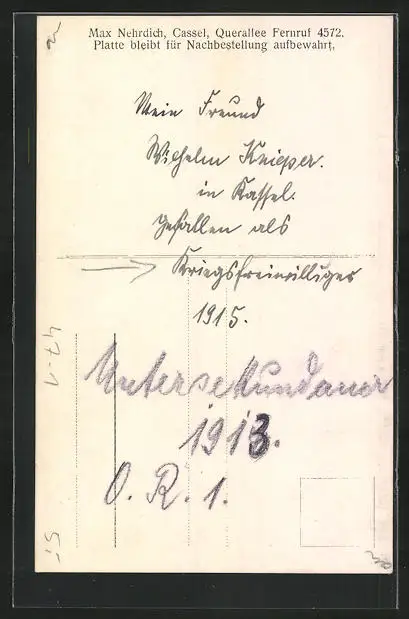 Max Nehrdich, Cassel, Querallee Fernruf 4572.
Platte bleibt für Nachbestellung aufbewahrt.
Mein Freund
Wilhelm Knieper.
in Kassel.
Gefallen als
Kriegsfreiwilliger
1915.
Untersekundaner
1913.
O. R. 1.